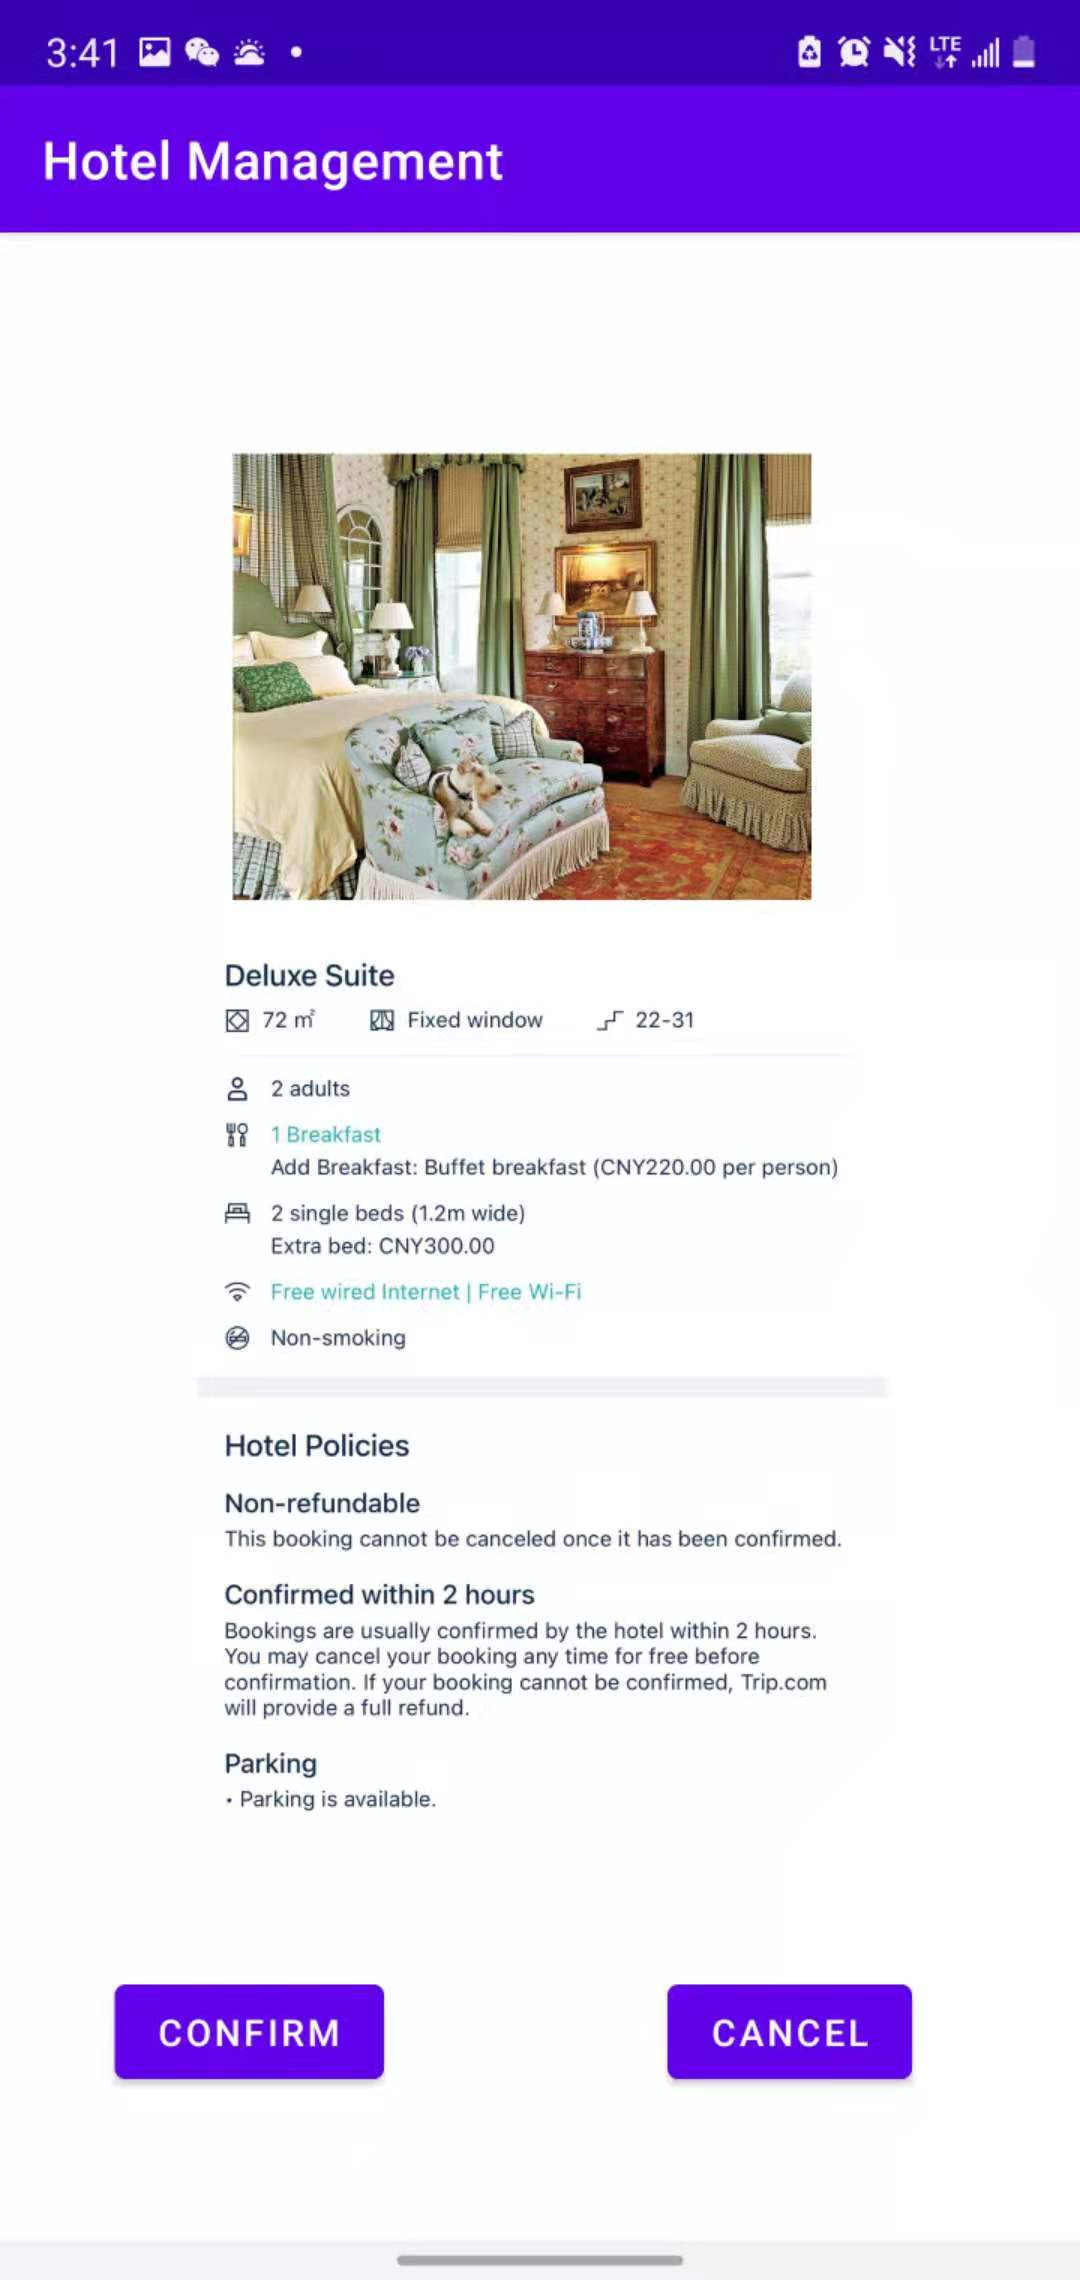 3:41
LTE
Hotel Management
Deluxe Suite
72 ㎡ Fixed window 22-31
2 adults
1 Breakfast
Add Breakfast: Buffet breakfast (CNY220.00 per person)
2 single beds (1.2m wide)
Extra bed: CNY300.00
Free wired Internet | Free Wi-Fi
Non-smoking
Hotel Policies
Non-refundable
This booking cannot be canceled once it has been confirmed.
Confirmed within 2 hours
Bookings are usually confirmed by the hotel within 2 hours.
You may cancel your booking any time for free before
confirmation. If your booking cannot be confirmed, Trip.com
will provide a full refund.
Parking
• Parking is available.
CONFIRM CANCEL